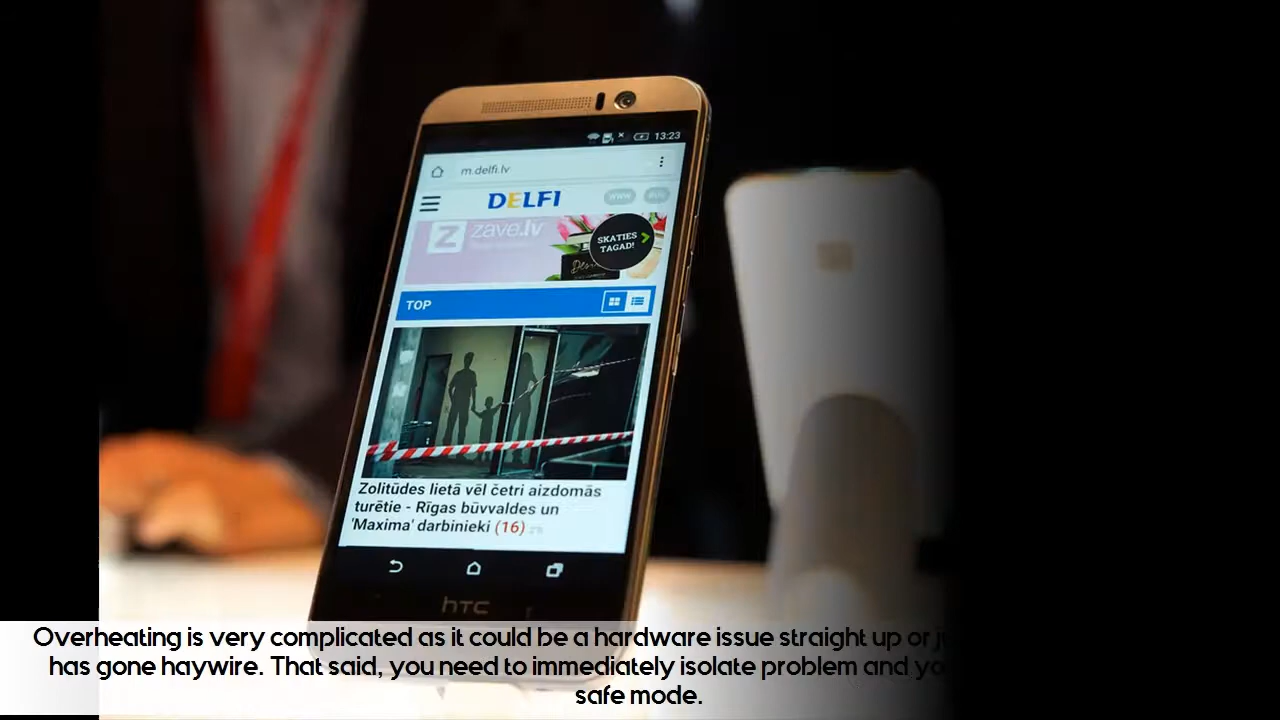 13:23
m.delfi.lv
DELFI
WWW
zave.lv
SKATIES
TAGAD!
TOP
Zolitūdes lietā vēl četri aizdomās
turētie - Rīgas būvvaldes un
'Maxima' darbinieki (16)
hTC
Overheating is very complicated as it could be a hardware issue straight up or
has gone haywire. That said, you need to immediately isolate problem and
safe mode.